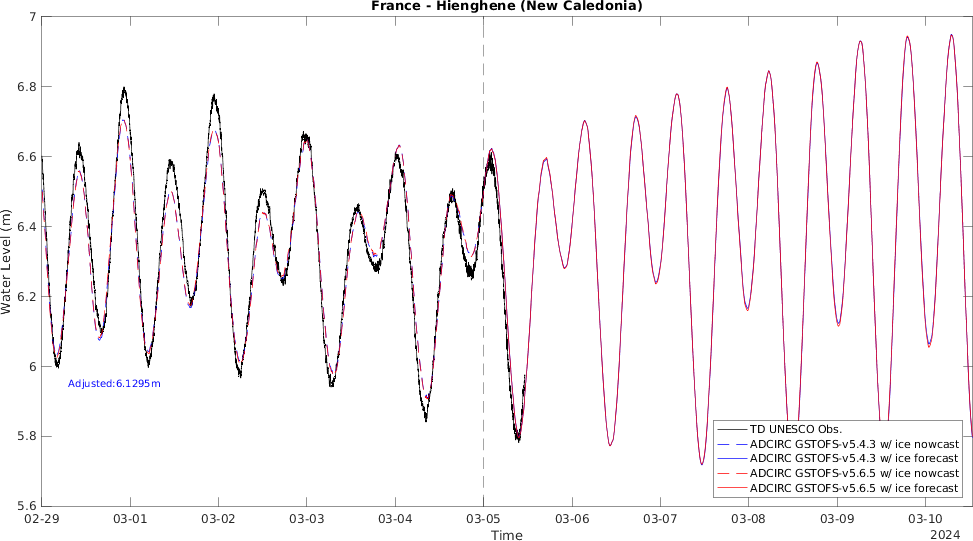 France - Hienghene (New Caledonia)
7
6.8
6.6
6.4
6.2
6
5.8
5.6
Water Level (m)
Adjusted:6.1295m
TD UNESCO Obs.
ADCIRC GSTOFS-v5.4.3 w/ ice nowcast
ADCIRC GSTOFS-v5.4.3 w/ ice forecast
ADCIRC GSTOFS-v5.6.5 w/ ice nowcast
ADCIRC GSTOFS-v5.6.5 w/ ice forecast
02-29 03-01 03-02 03-03 03-04 03-05 03-06 03-07 03-08 03-09 03-10
Time
2024